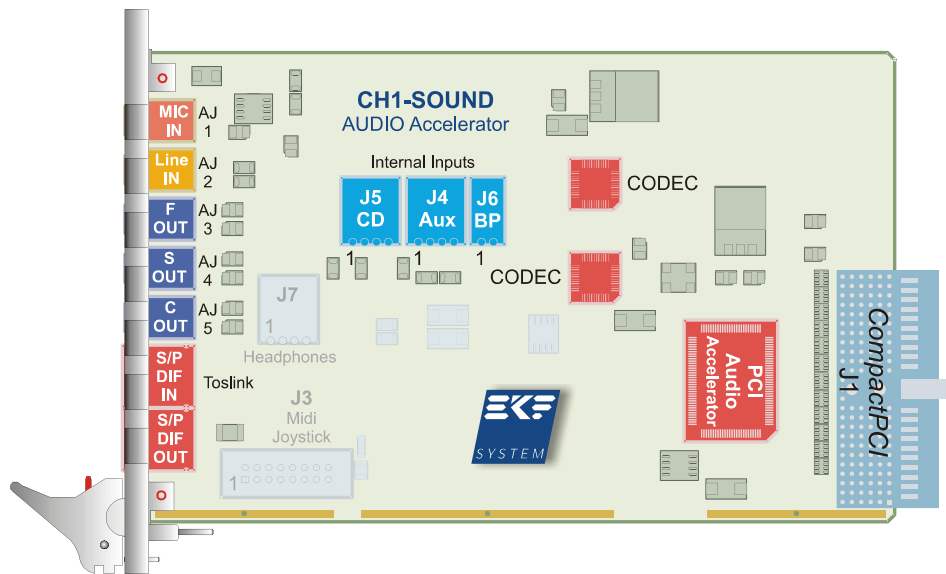 CH1-SOUND
AUDIO Accelerator
MIC
IN
AJ
1
Line
IN
AJ
2
F
OUT
AJ
3
S
OUT
AJ
4
C
OUT
AJ
5
S/P
DIF
IN
Toslink
S/P
DIF
OUT
Internal Inputs
J5
CD
J4
Aux
J6
BP
1
1
1
CODEC
CODEC
J7
1
Headphones
J3
Midi
Joystick
1
EKF
SYSTEM
PCI
Audio
Accelerator
CompactPCI
J1